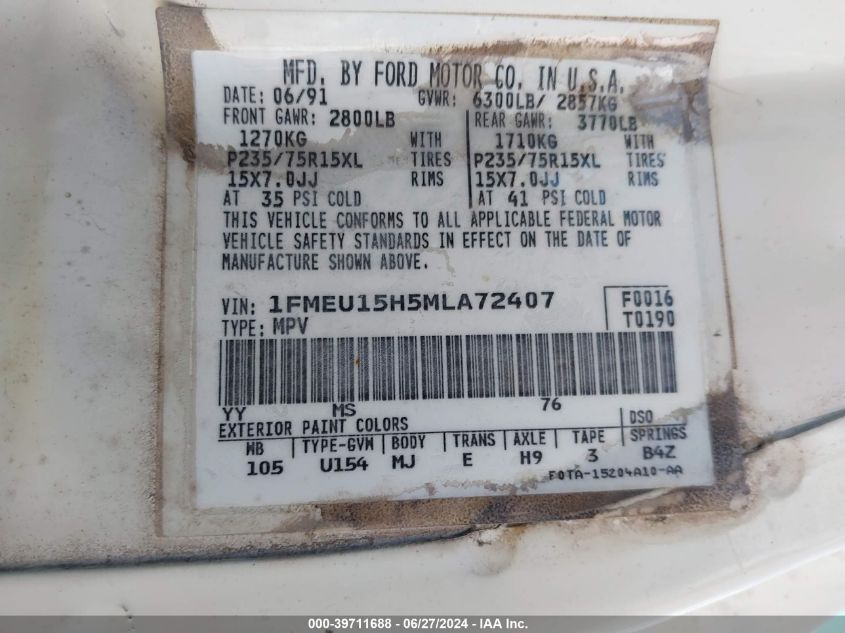 MFD. BY FORD MOTOR CO. IN U.S.A.
DATE: 06/91 GVWR: 6300LB/ 2857KG
FRONT GAWR: 2800LB REAR GAWR: 3770LB
1270KG WITH 1710KG WITH
P235/75R15XL TIRES P235/75R15XL TIRES
15X7.0JJ RIMS 15X7.0JJ RIMS
AT 35 PSI COLD AT 41 PSI COLD
THIS VEHICLE CONFORMS TO ALL APPLICABLE FEDERAL MOTOR
VEHICLE SAFETY STANDARDS IN EFFECT ON THE DATE OF
MANUFACTURE SHOWN ABOVE.
VIN: 1FMEU15H5MLA72407 F0016
TYPE: MPV T0190
YY MS 76
EXTERIOR PAINT COLORS DSO
WB TYPE-GVW BODY TRANS AXLE TAPE SPRINGS
105 U154 MJ E H9 3 B4Z
FOTA-15204A10-AA
000-39711688 - 06/27/2024 - IAA Inc.